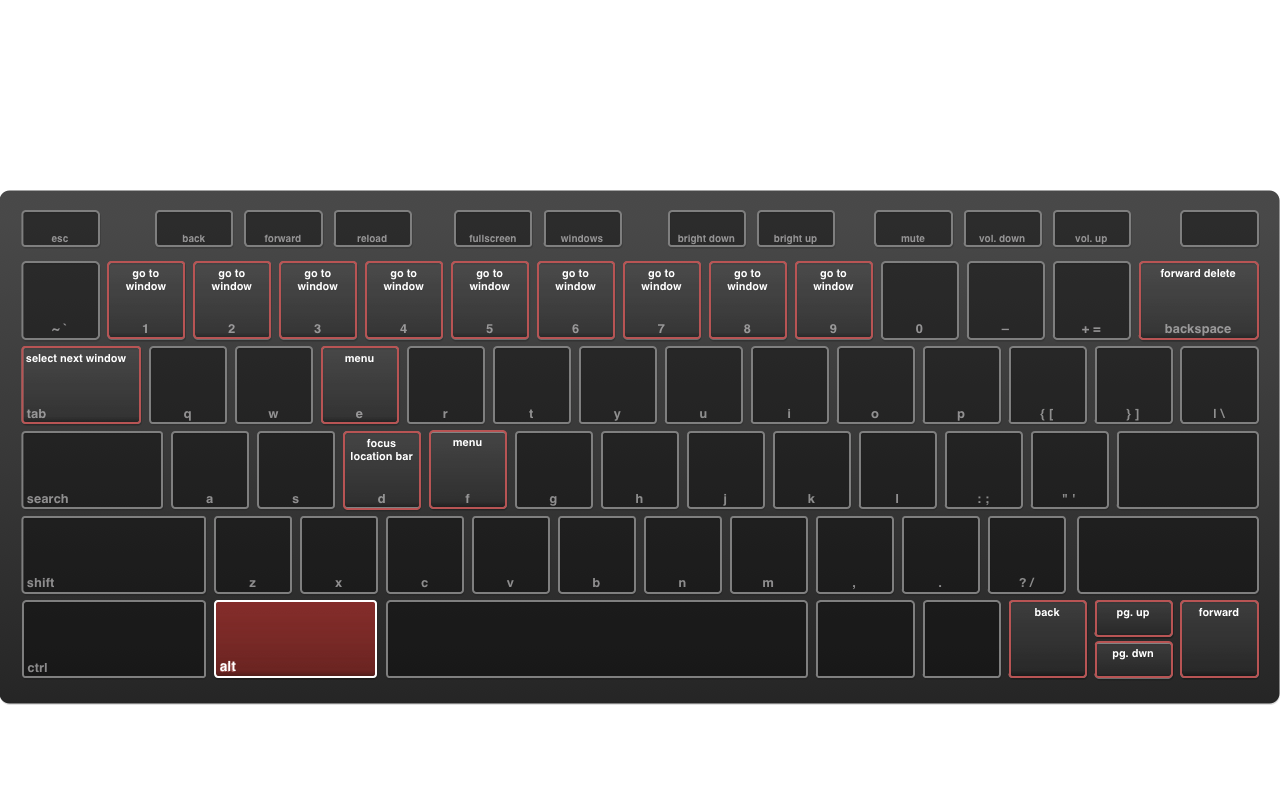 esc back forward reload fullscreen windows bright down bright up mute vol. down vol. up
go to go to go to go to go to go to go to go to go to forward delete
window window window window window window window window window
~ ` 1 2 3 4 5 6 7 8 9 0 – + = backspace
select next window menu
tab q w e r t y u i o p { [ } ] | \
focus menu
location bar
search a s d f g h j k l : ; " '
shift z x c v b n m , . ? /
back pg. up forward
pg. dwn
ctrl alt